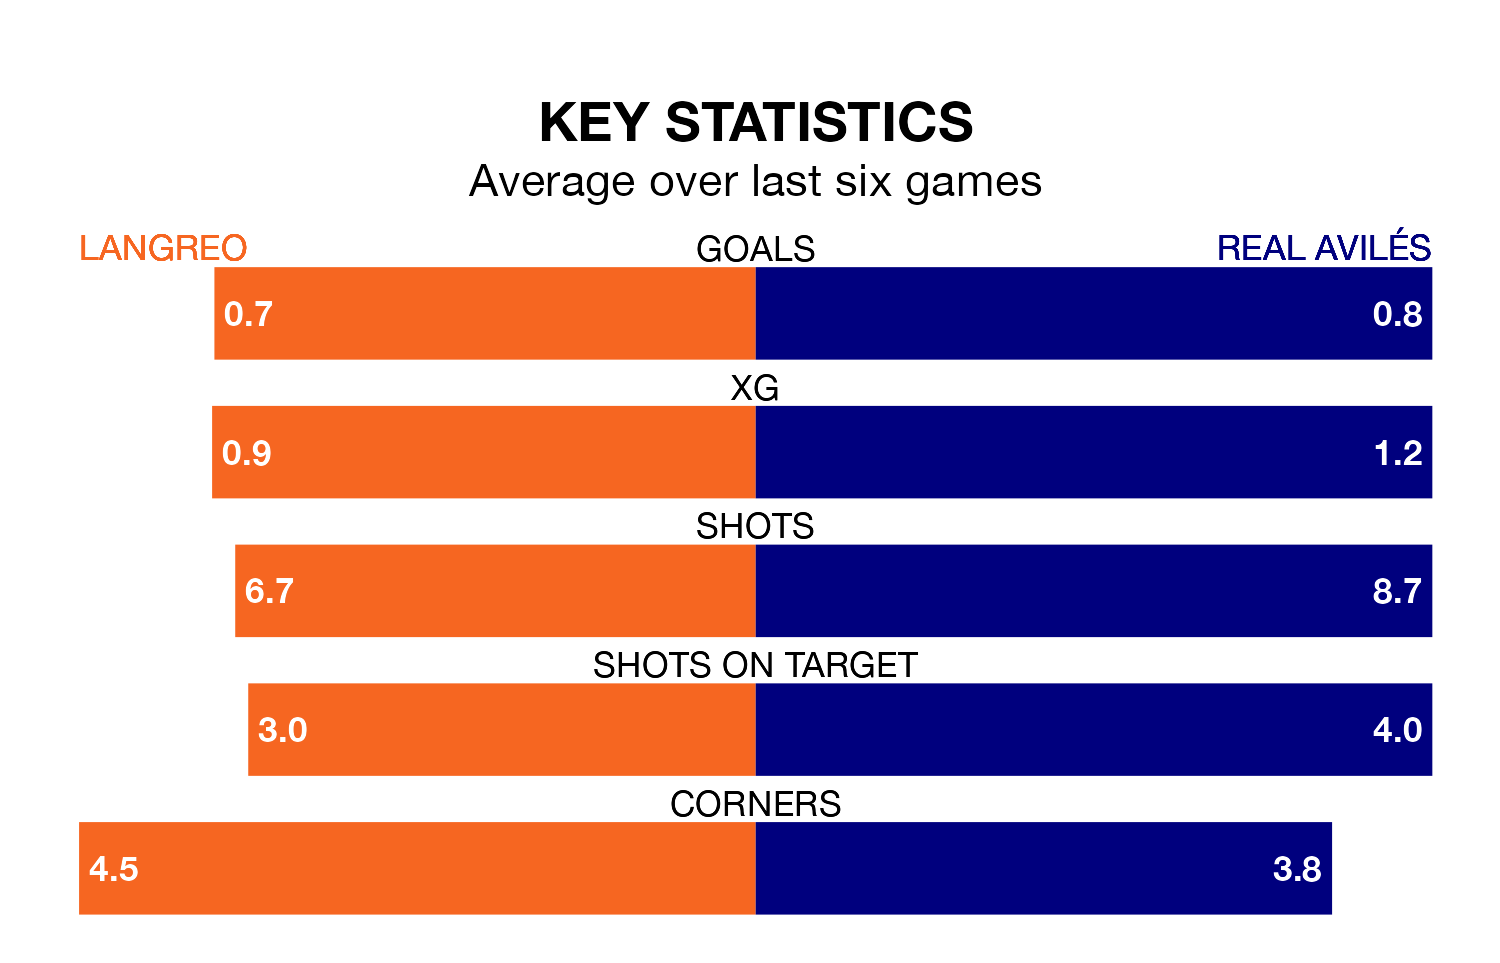 KEY STATISTICS
Average over last six games
LANGREO GOALS REAL AVILÉS
0.7 0.8
XG
0.9 1.2
SHOTS
6.7 8.7
SHOTS ON TARGET
3.0 4.0
CORNERS
4.5 3.8